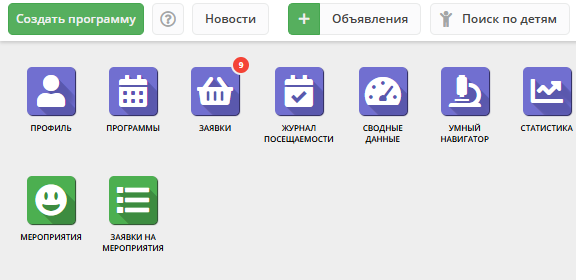 Создать программу
?
Новости
+
Объявления
Поиск по детям
9
ПРОФИЛЬ
ПРОГРАММЫ
ЗАЯВКИ
ЖУРНАЛ
ПОСЕЩАЕМОСТИ
СВОДНЫЕ
ДАННЫЕ
УМНЫЙ
НАВИГАТОР
СТАТИСТИКА
МЕРОПРИЯТИЯ
ЗАЯВКИ НА
МЕРОПРИЯТИЯ